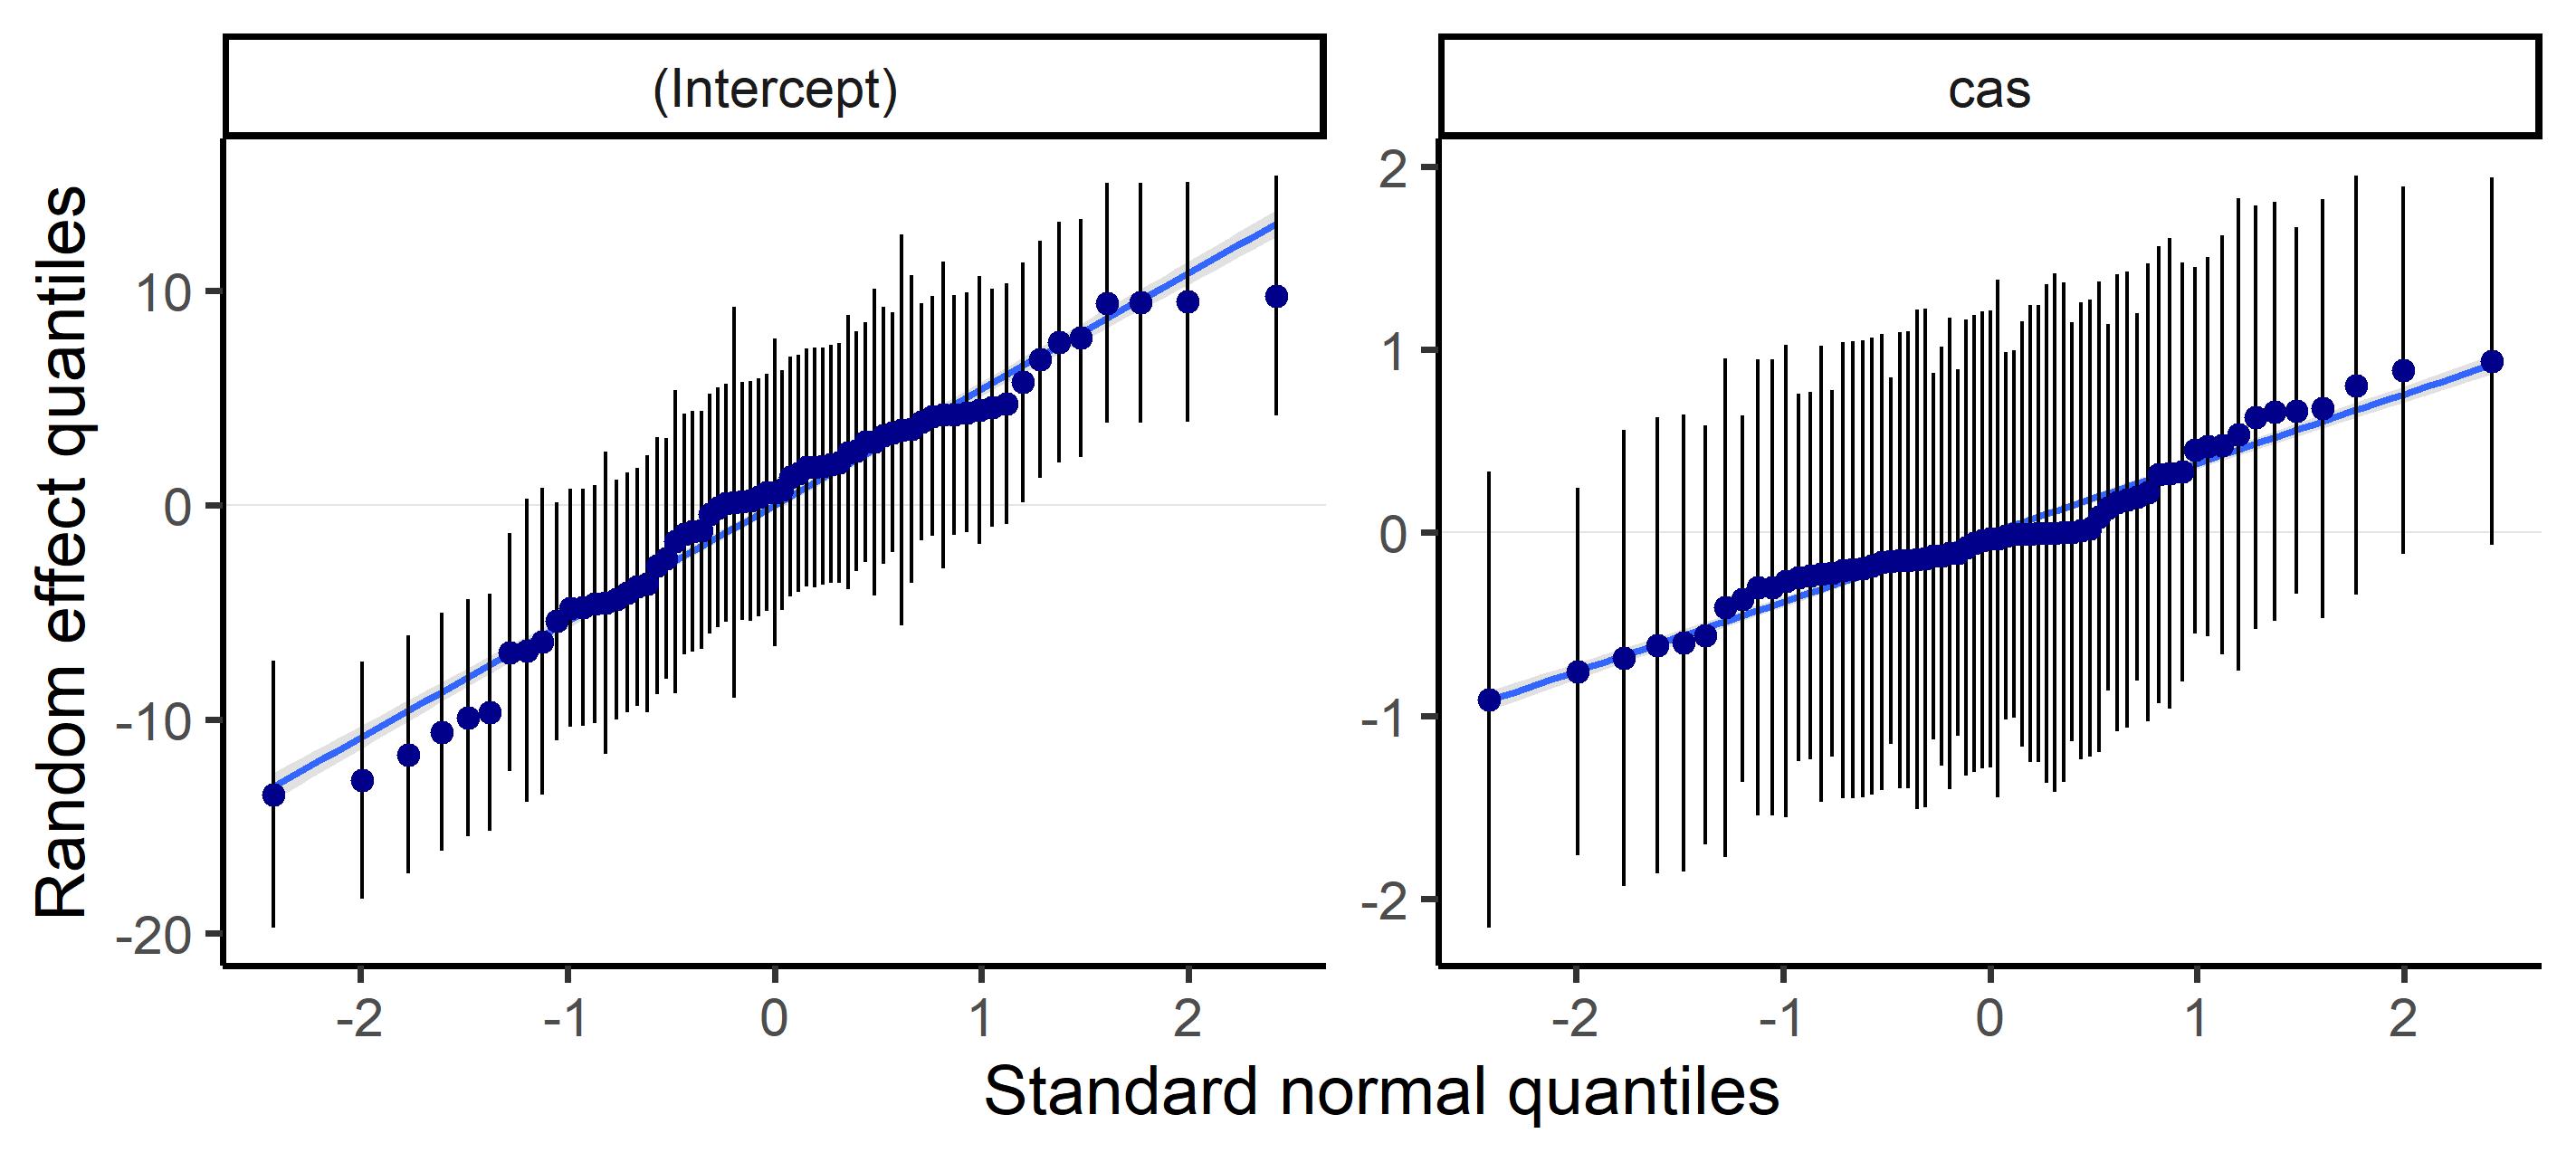 (Intercept)
cas
Random effect quantiles
10
0
-10
-20
2
1
0
-1
-2
-2 -1 0 1 2
-2 -1 0 1 2
Standard normal quantiles